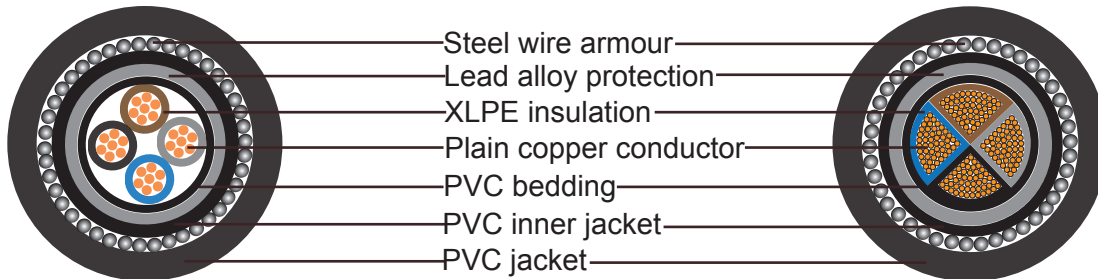 Steel wire armour
Lead alloy protection
XLPE insulation
Plain copper conductor
PVC bedding
PVC inner jacket
PVC jacket